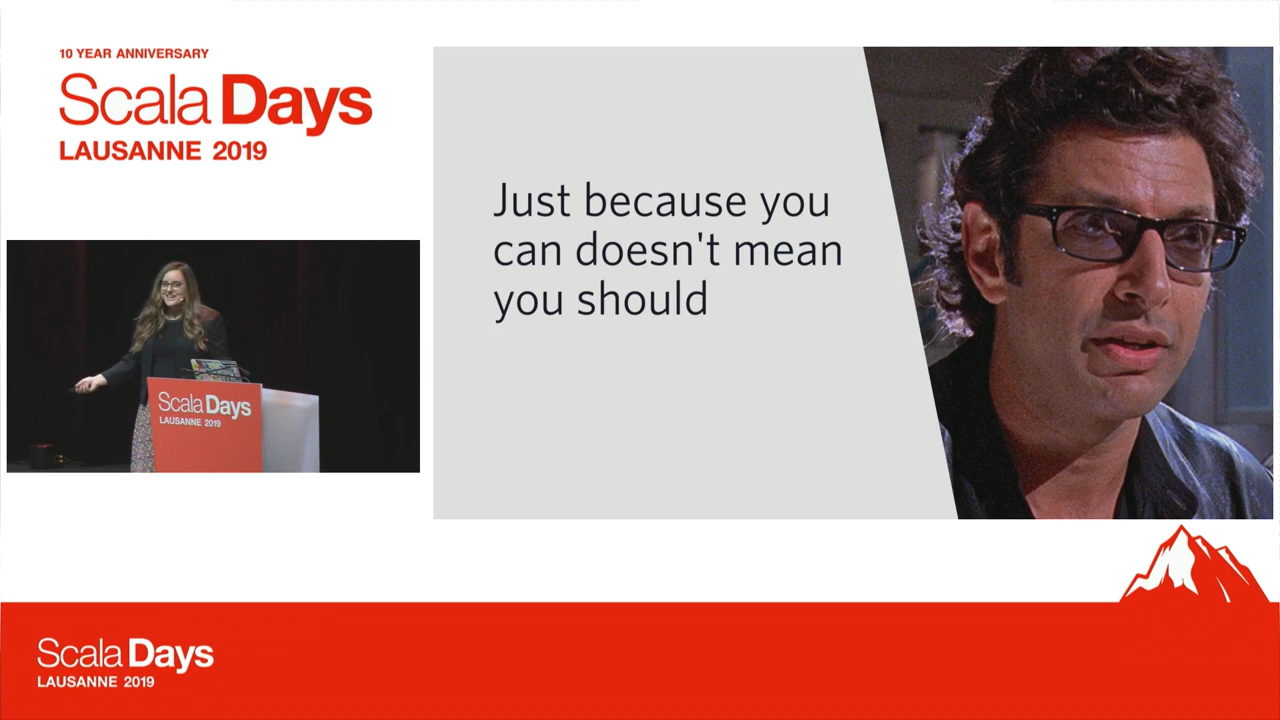 10 YEAR ANNIVERSARY
Scala Days
LAUSANNE 2019
Just because you
can doesn't mean
you should
Scala Days
LAUSANNE 2019
Scala Days
LAUSANNE 2019